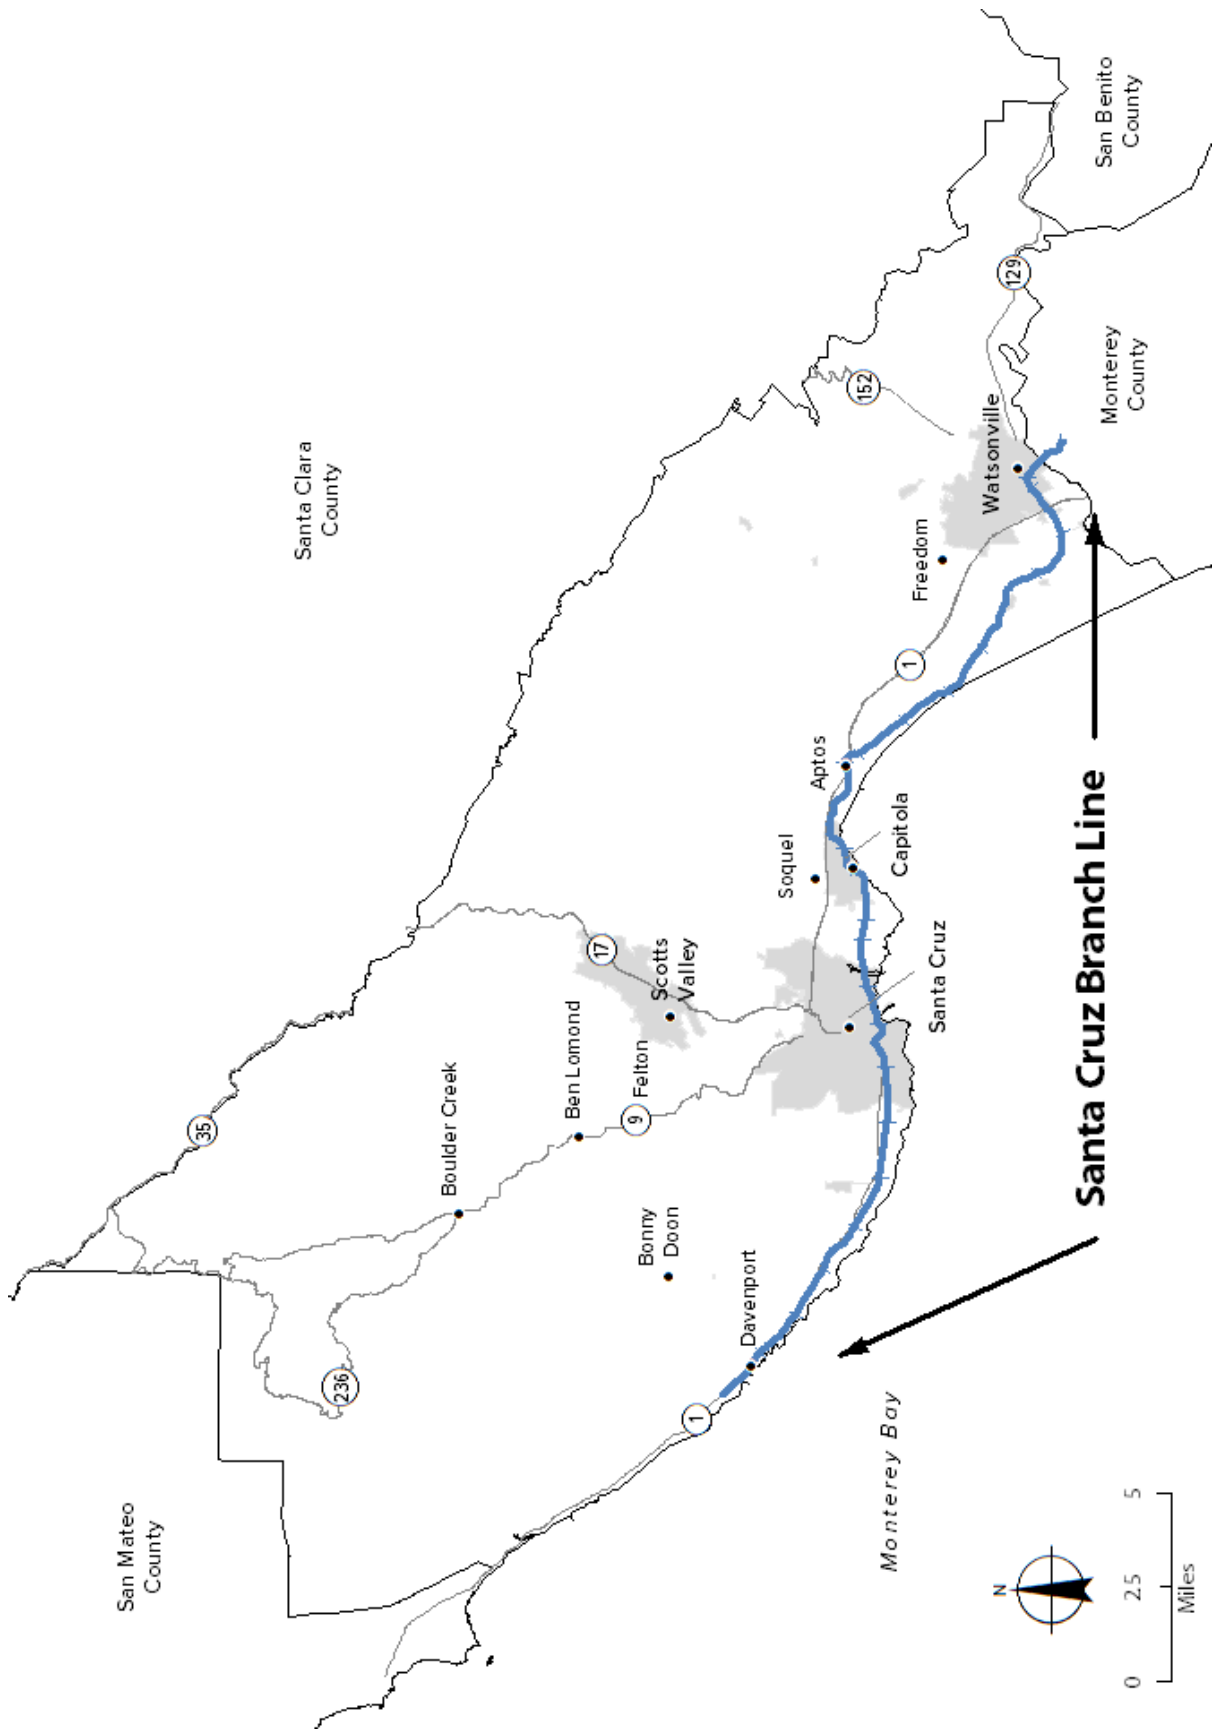 San Mateo
County
Santa Clara
County
San Benito
County
Monterey
County
35
236
Boulder Creek
Ben Lomond
9
Felton
17
Scotts
Valley
Bonny
Doon
Davenport
1
Soquel
Aptos
Capitola
Santa Cruz
1
Freedom
Watsonville
152
129
Monterey Bay
Santa Cruz Branch Line
N
0 2.5 5
Miles